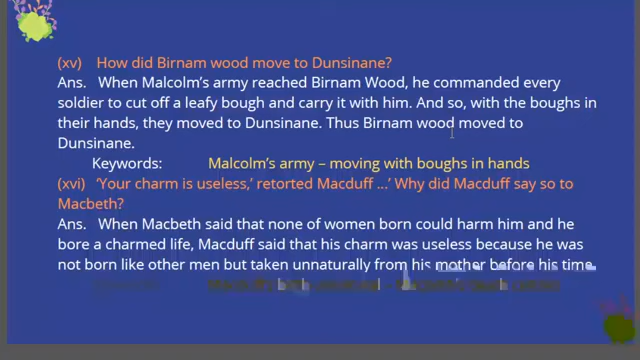 (xv) How did Birnam wood move to Dunsinane?
Ans. When Malcolm's army reached Birnam Wood, he commanded every
soldier to cut off a leafy bough and carry it with him. And so, with the boughs in
their hands, they moved to Dunsinane. Thus Birnam wood moved to
Dunsinane.
Keywords: Malcolm's army – moving with boughs in hands
(xvi) 'Your charm is useless,' retorted Macduff ...' Why did Macduff say so to
Macbeth?
Ans. When Macbeth said that none of women born could harm him and he
bore a charmed life, Macduff said that his charm was useless because he was
not born like other men but taken unnaturally from his mother before his time.